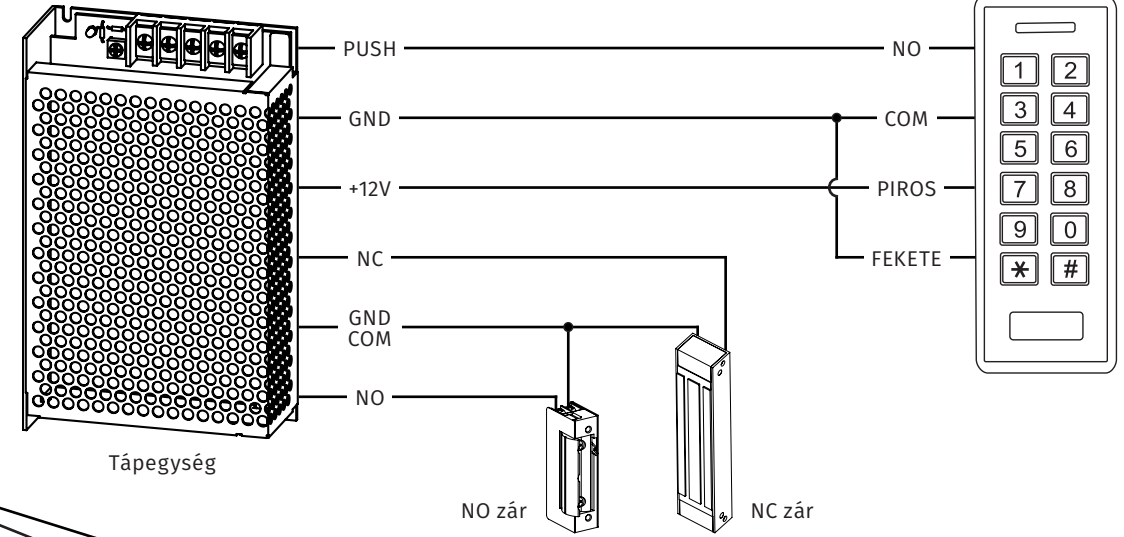 PUSH NO
GND COM
+12V PIROS
NC FEKETE
GND
COM
NO
1 2
3 4
5 6
7 8
9 0
* #
Tápegység
NO zár NC zár